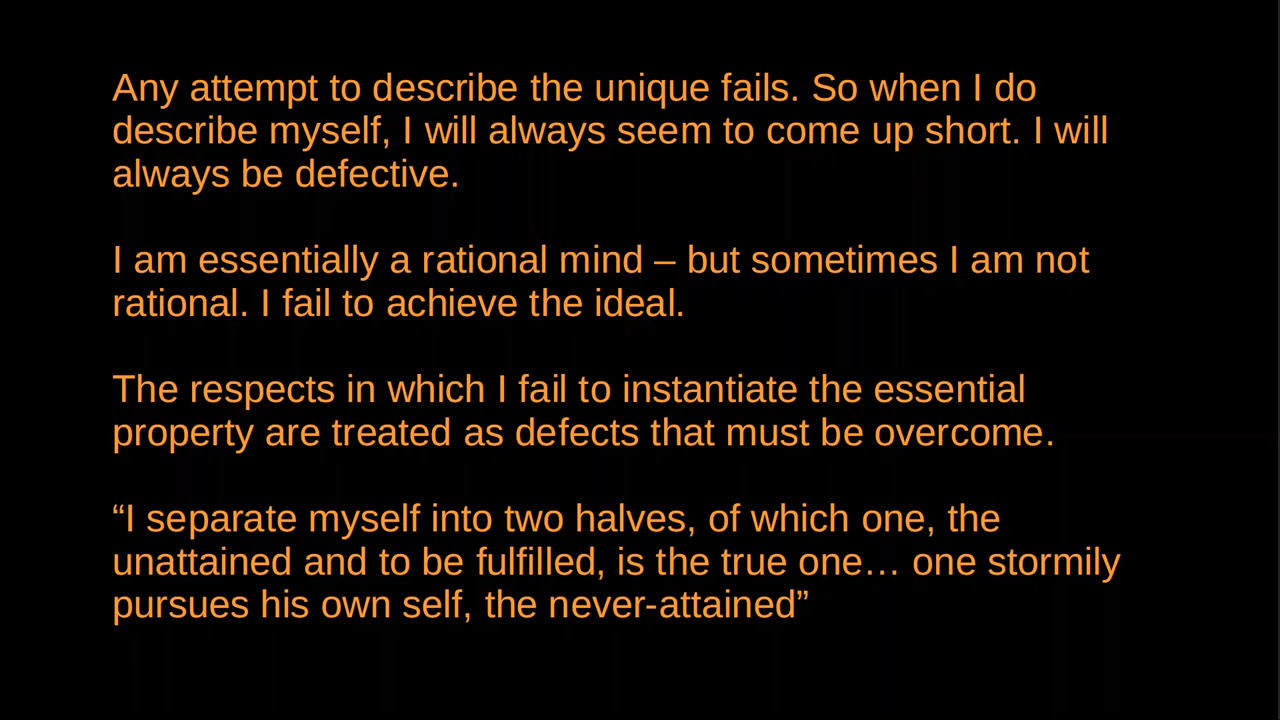 Any attempt to describe the unique fails. So when I do
describe myself, I will always seem to come up short. I will
always be defective.
I am essentially a rational mind – but sometimes I am not
rational. I fail to achieve the ideal.
The respects in which I fail to instantiate the essential
property are treated as defects that must be overcome.
“I separate myself into two halves, of which one, the
unattained and to be fulfilled, is the true one… one stormily
pursues his own self, the never-attained”